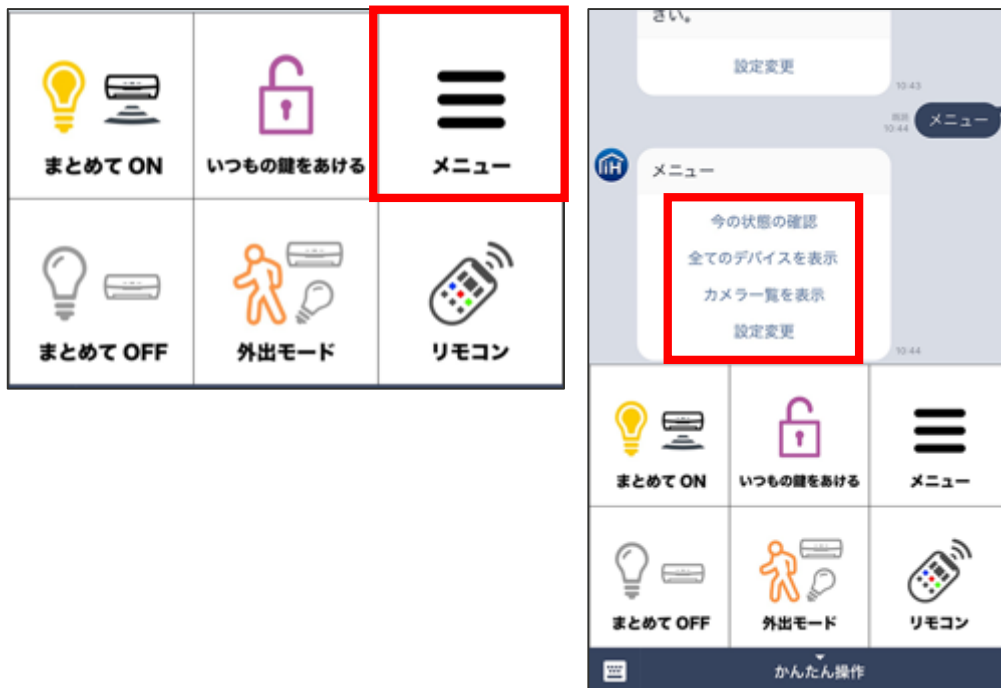 まとめて ON
いつもの鍵をあける
メニュー
まとめて OFF
外出モード
リモコン
さい。
設定変更
10:43
既読
10:44
メニュー
iH
メニュー
今の状態の確認
全てのデバイスを表示
カメラ一覧を表示
設定変更
10:44
まとめて ON
いつもの鍵をあける
メニュー
まとめて OFF
外出モード
リモコン
かんたん操作